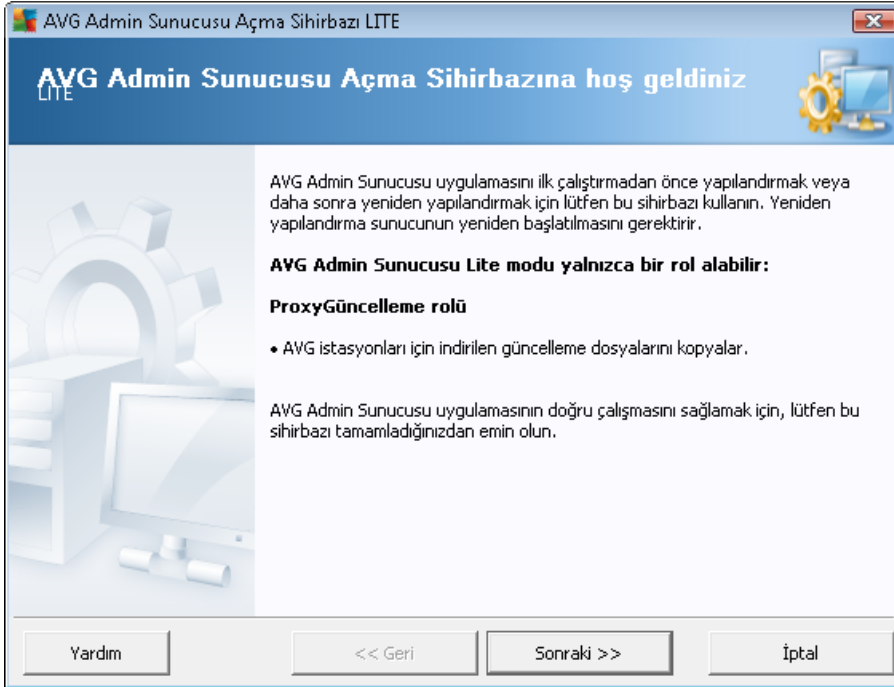 AVG Admin Sunucusu Açma Sihirbazı LITE
AVG Admin Sunucusu Açma Sihirbazına hoş geldiniz
LITE
AVG Admin Sunucusu uygulamasını ilk çalıştırmadan önce yapılandırmak veya
daha sonra yeniden yapılandırmak için lütfen bu sihirbazı kullanın. Yeniden
yapılandırma sunucunun yeniden başlatılmasını gerektirir.
AVG Admin Sunucusu Lite modu yalnızca bir rol alabilir:
ProxyGüncelleme rolü
• AVG istasyonları için indirilen güncelleme dosyalarını kopyalar.
AVG Admin Sunucusu uygulamasının doğru çalışmasını sağlamak için, lütfen bu
sihirbazı tamamladığınızdan emin olun.
Yardım
<< Geri
Sonraki >>
İptal